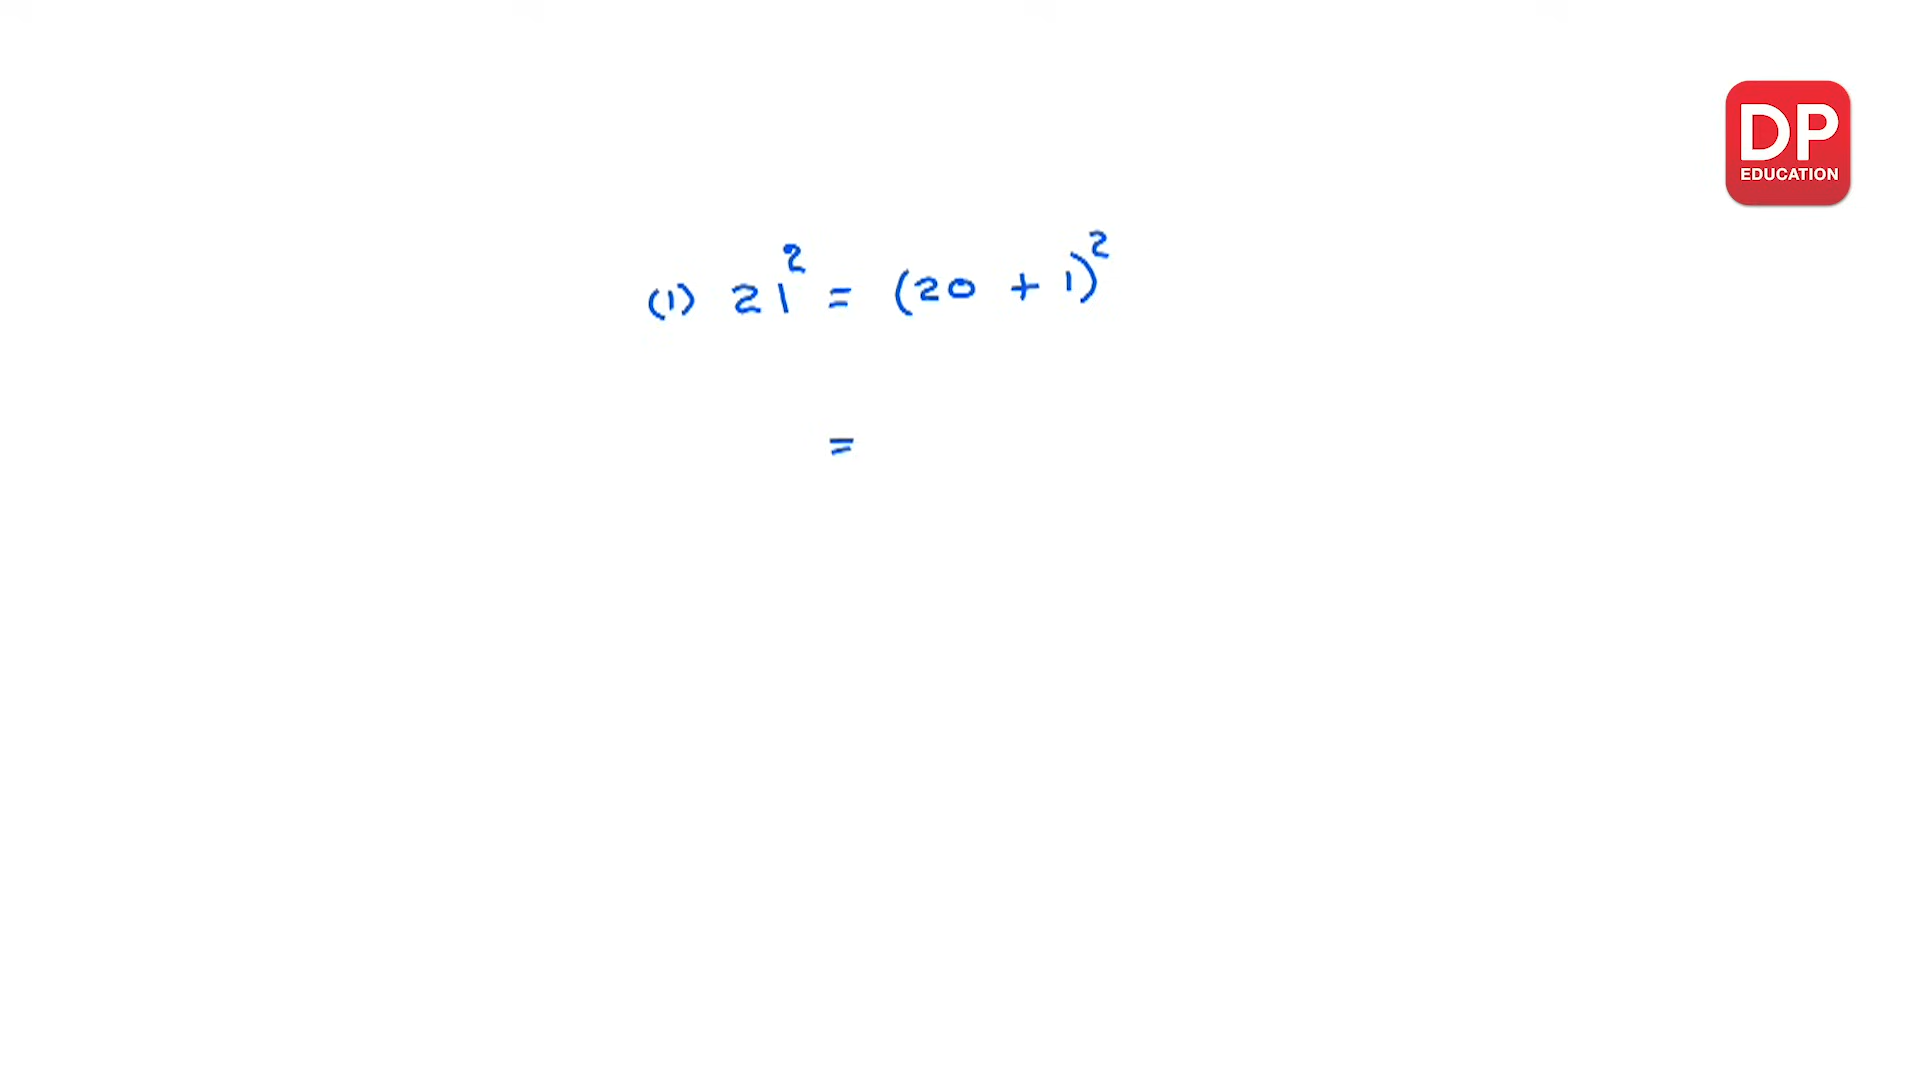 DP
EDUCATION
(1) 21² = (20 + 1)²
=